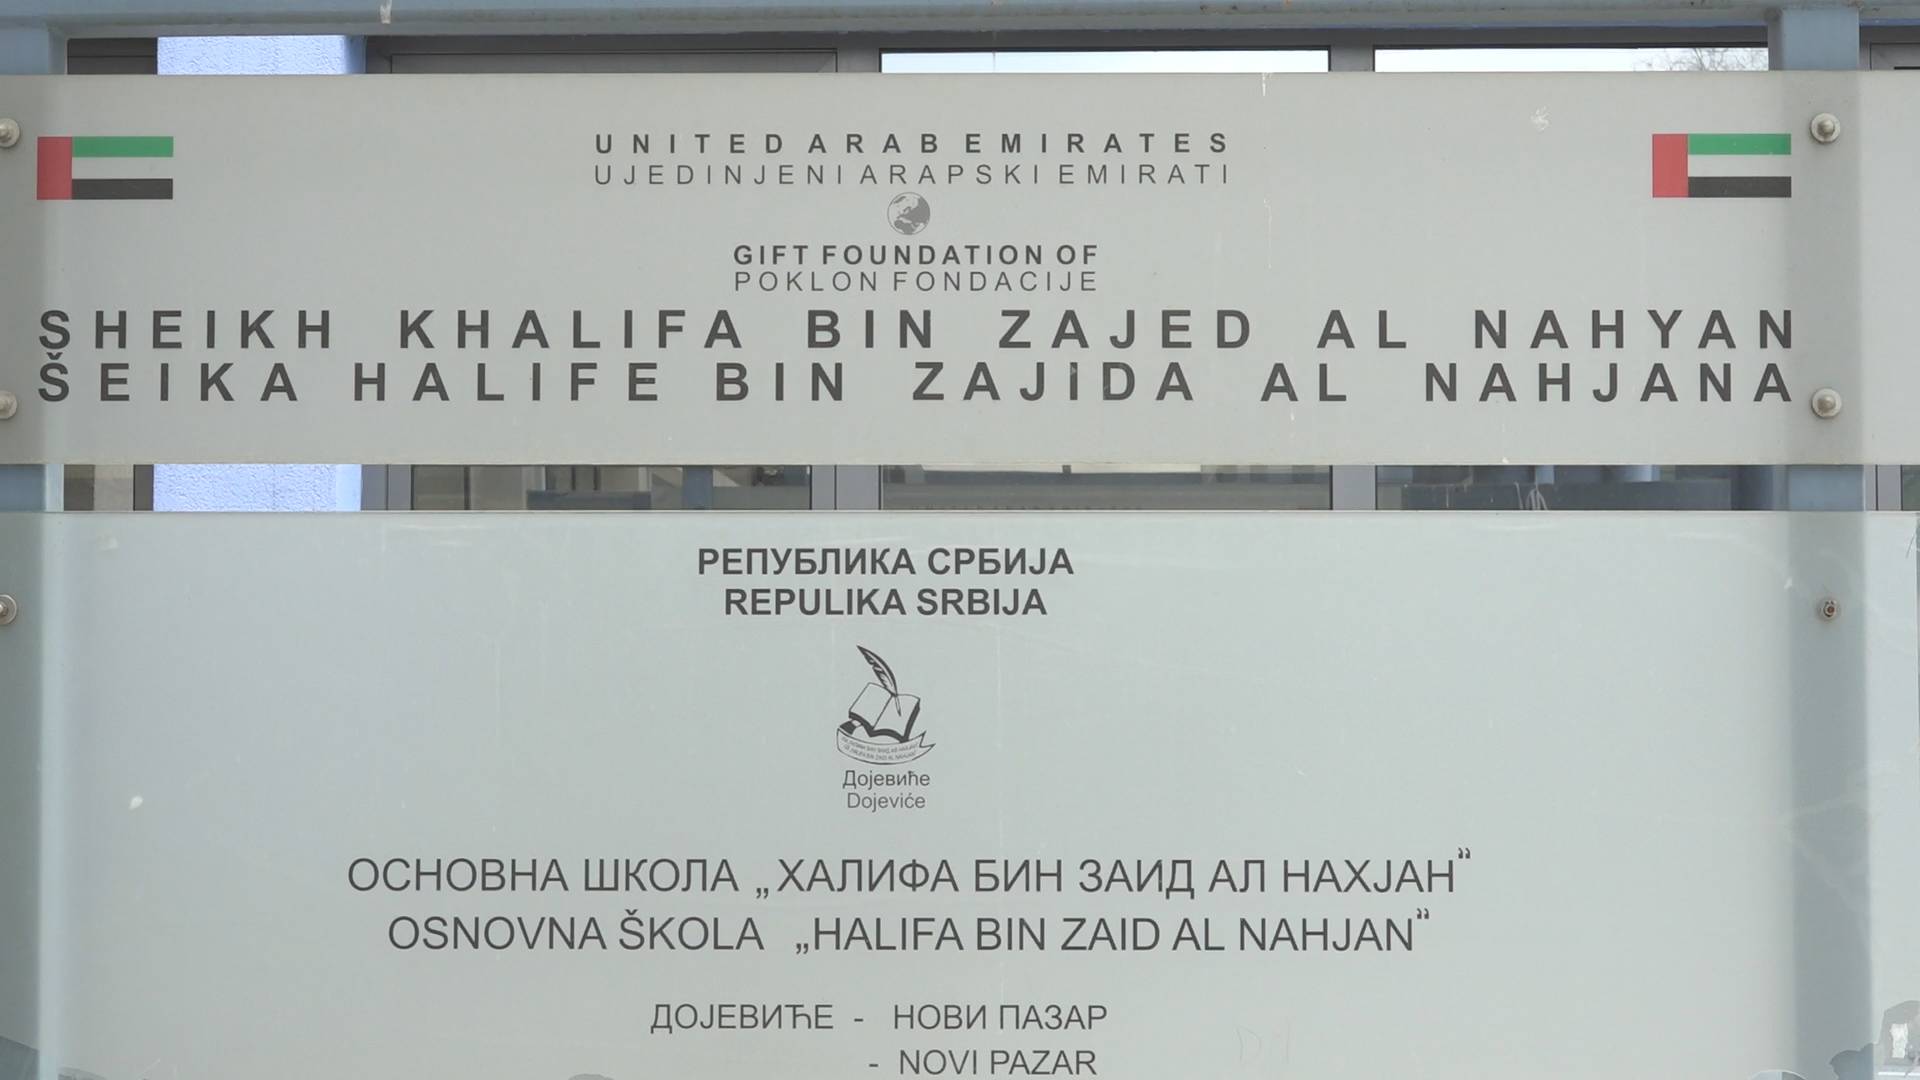 UNITED ARAB EMIRATES
UJEDINJENI ARAPSKI EMIRATI
GIFT FOUNDATION OF
POKLON FONDACIJE
SHEIKH KHALIFA BIN ZAJED AL NAHYAN
ŠEIKA HALIFE BIN ZAJIDA AL NAHJANA
РЕПУБЛИКА СРБИЈА
REPULIKA SRBIJA
Дојевиће
Dojeviće
ОСНОВНА ШКОЛА „ХАЛИФА БИН ЗАИД АЛ НАХЈАН“
OSNOVNA ŠKOLA „HALIFA BIN ZAID AL NAHJAN“
ДОЈЕВИЋЕ - НОВИ ПАЗАР
- NOVI PAZAR